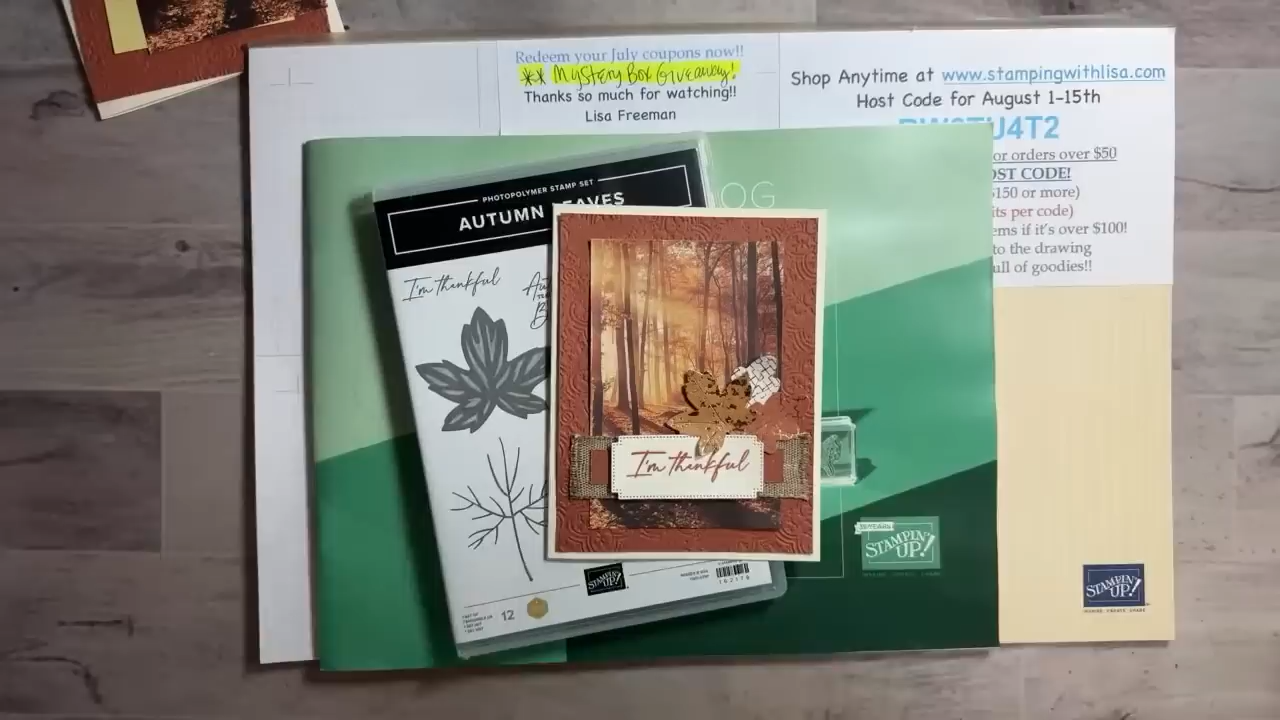 Redeem your July coupons now!!
** Mystery Box Giveaway!
Thanks so much for watching!!
Lisa Freeman
Shop Anytime at www.stampingwithlisa.com
Host Code for August 1-15th
U4T2
or orders over $50
OST CODE!
$150 or more)
its per code)
ems if it's over $100!
to the drawing
ull of goodies!!
OG
PHOTOPOLYMER STAMP SET
AUTUMN LEAVES
I'm thankful
I'm thankful
STAMPIN' UP!
STAMPIN' UP!
STAMPIN' UP!
12